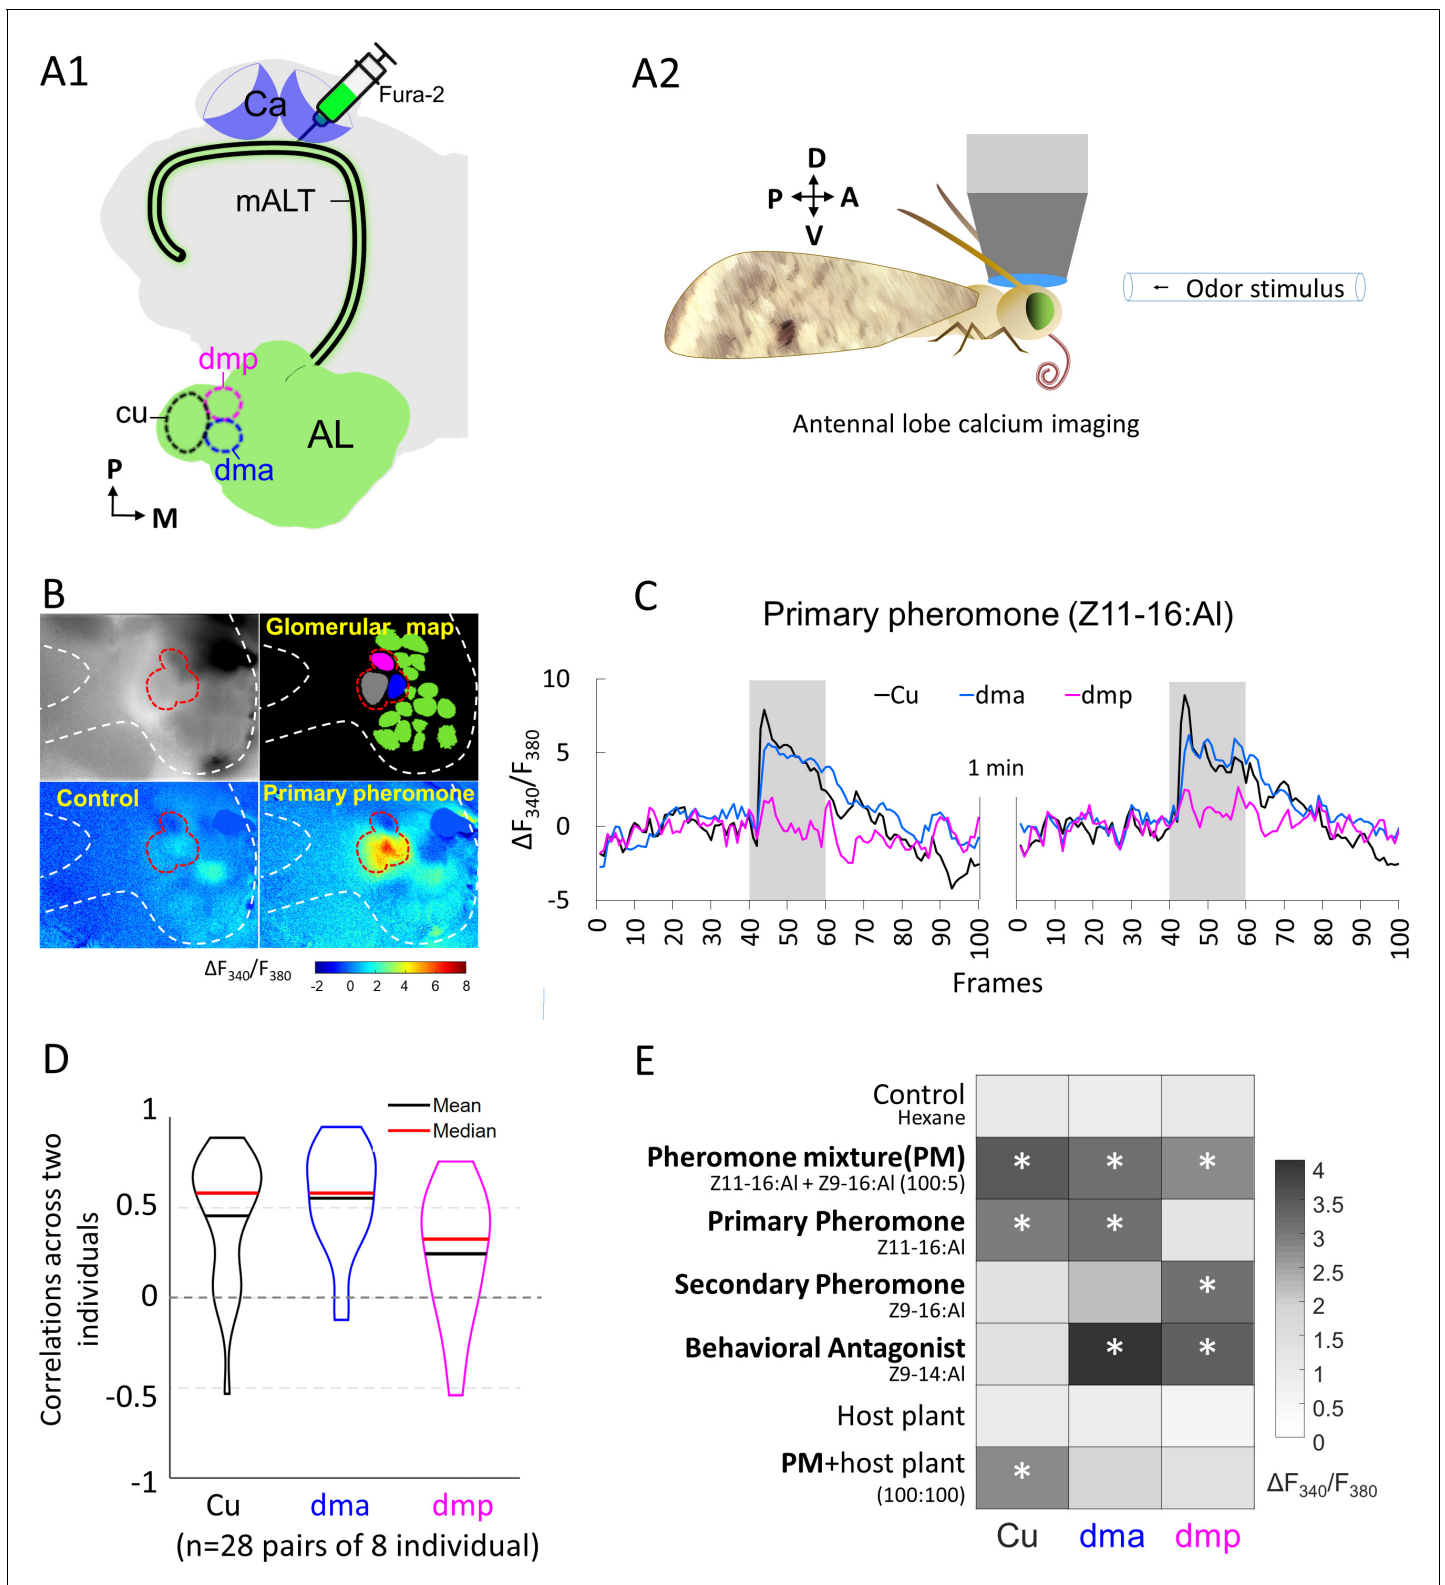 A1
Ca
Fura-2
mALT
dmp
cu
AL
dma
P
M
A2
D
P A
V
Odor stimulus
Antennal lobe calcium imaging
B
Glomerular map
Control
Primary pheromone
ΔF340/F380
-2 0 2 4 6 8
C
Primary pheromone (Z11-16:Al)
Cu dma dmp
1 min
ΔF340/F380
10
5
0
-5
0 10 20 30 40 50 60 70 80 90 100
0 10 20 30 40 50 60 70 80 90 100
Frames
D
Mean
Median
Correlations across two
individuals
1
0.5
0
-0.5
-1
Cu dma dmp
(n=28 pairs of 8 individual)
E
Control
Hexane
Pheromone mixture(PM)
Z11-16:Al + Z9-16:Al (100:5)
* * *
Primary Pheromone
Z11-16:Al
* *
Secondary Pheromone
Z9-16:Al
*
Behavioral Antagonist
Z9-14:Al
* *
Host plant
PM+host plant
(100:100)
*
Cu dma dmp
4
3.5
3
2.5
2
1.5
1
0.5
0
ΔF340/F380